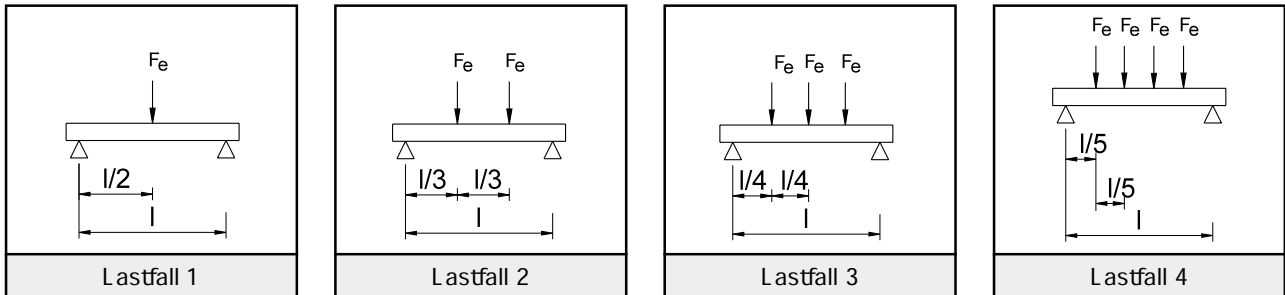 Fe
l/2
l
Lastfall 1
Fe Fe
l/3 l/3
l
Lastfall 2
Fe Fe Fe
l/4 l/4
l
Lastfall 3
Fe Fe Fe Fe
l/5
l/5
l
Lastfall 4